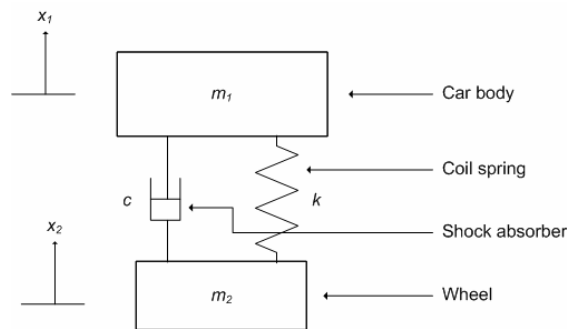 x₁
m₁
Car body
Coil spring
c
k
x₂
Shock absorber
m₂
Wheel